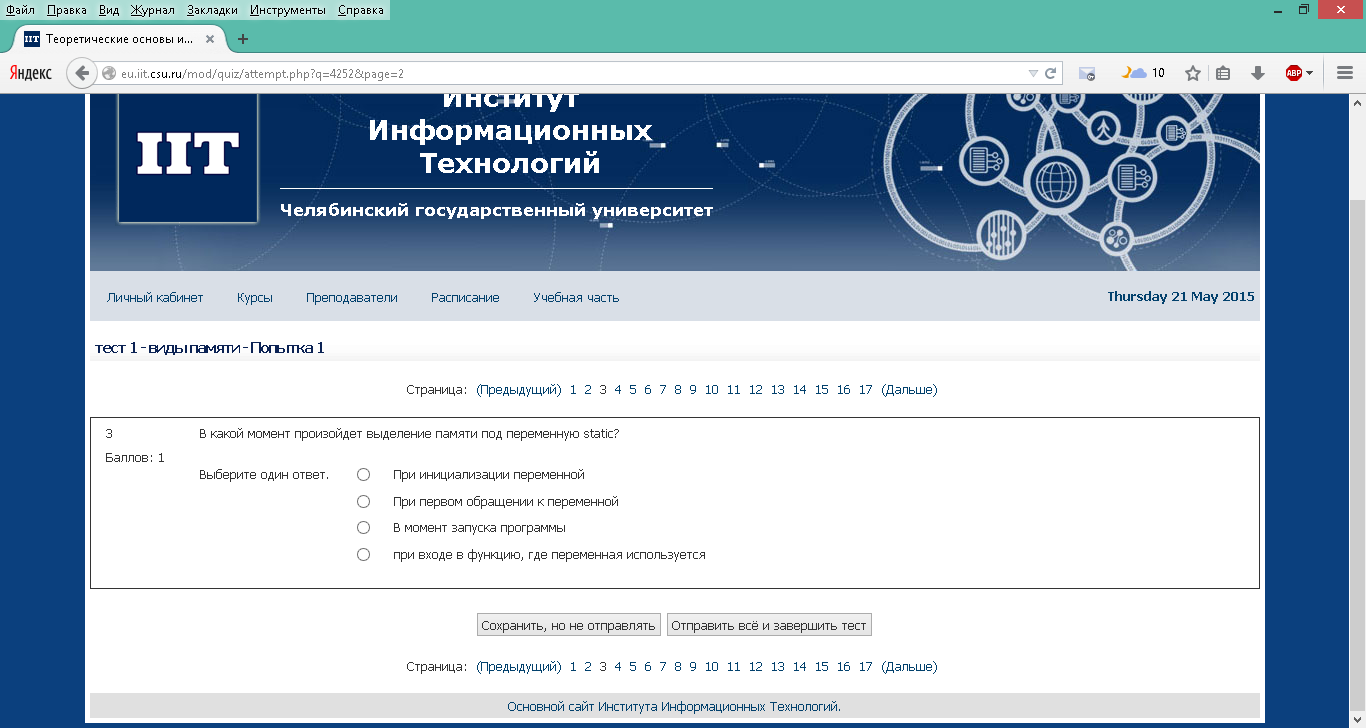 Файл Правка Вид Журнал Закладки Инструменты Справка
IIT Теоретические основы и...
Яндекс eu.iit.csu.ru/mod/quiz/attempt.php?q=4252&page=2 10 ABP
IIT
Институт
Информационных
Технологий
Челябинский государственный университет
Личный кабинет Курсы Преподаватели Расписание Учебная часть Thursday 21 May 2015
тест 1 - виды памяти - Попытка 1
Страница: (Предыдущий) 1 2 3 4 5 6 7 8 9 10 11 12 13 14 15 16 17 (Дальше)
3 В какой момент произойдет выделение памяти под переменную static?
Баллов: 1
Выберите один ответ. При инициализации переменной
При первом обращении к переменной
В момент запуска программы
при входе в функцию, где переменная используется
Сохранить, но не отправлять Отправить всё и завершить тест
Страница: (Предыдущий) 1 2 3 4 5 6 7 8 9 10 11 12 13 14 15 16 17 (Дальше)
Основной сайт Института Информационных Технологий.